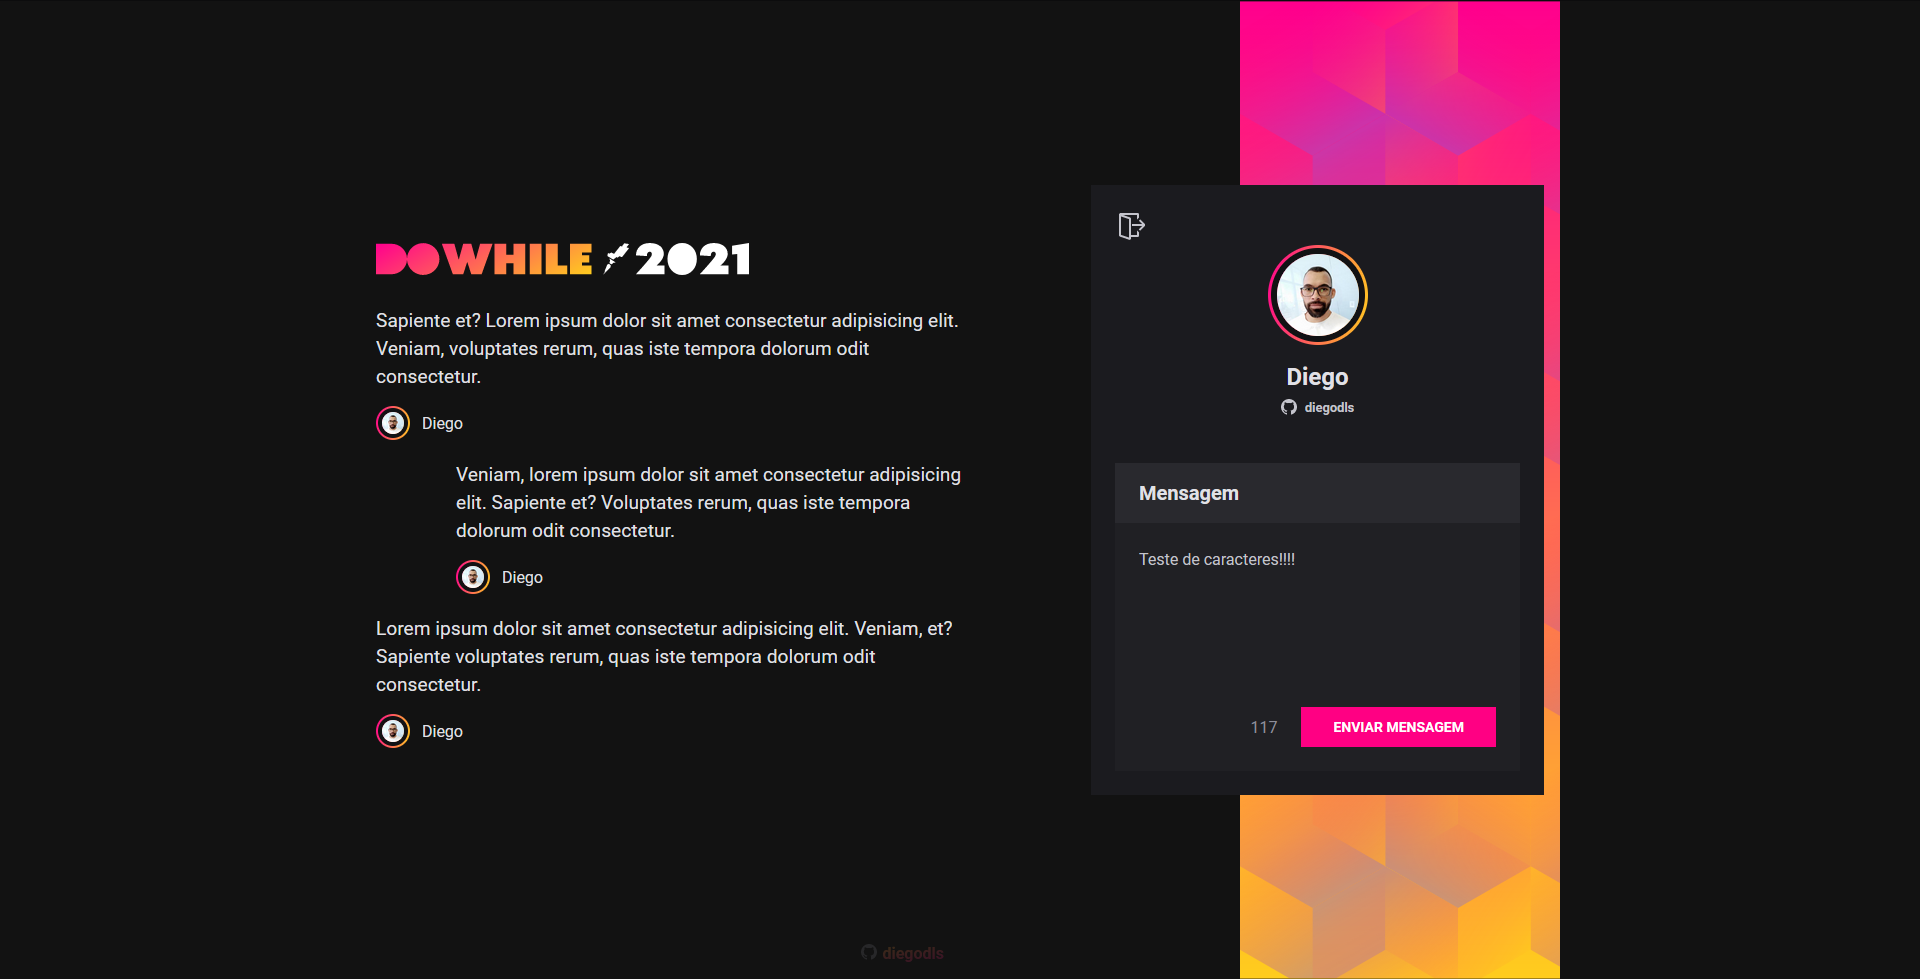 DOWHILE 2021
Sapiente et? Lorem ipsum dolor sit amet consectetur adipisicing elit.
Veniam, voluptates rerum, quas iste tempora dolorum odit
consectetur.
Diego
Veniam, lorem ipsum dolor sit amet consectetur adipisicing
elit. Sapiente et? Voluptates rerum, quas iste tempora
dolorum odit consectetur.
Diego
Lorem ipsum dolor sit amet consectetur adipisicing elit. Veniam, et?
Sapiente voluptates rerum, quas iste tempora dolorum odit
consectetur.
Diego
Diego
diegodls
Mensagem
Teste de caracteres!!!!
117
ENVIAR MENSAGEM
diegodls